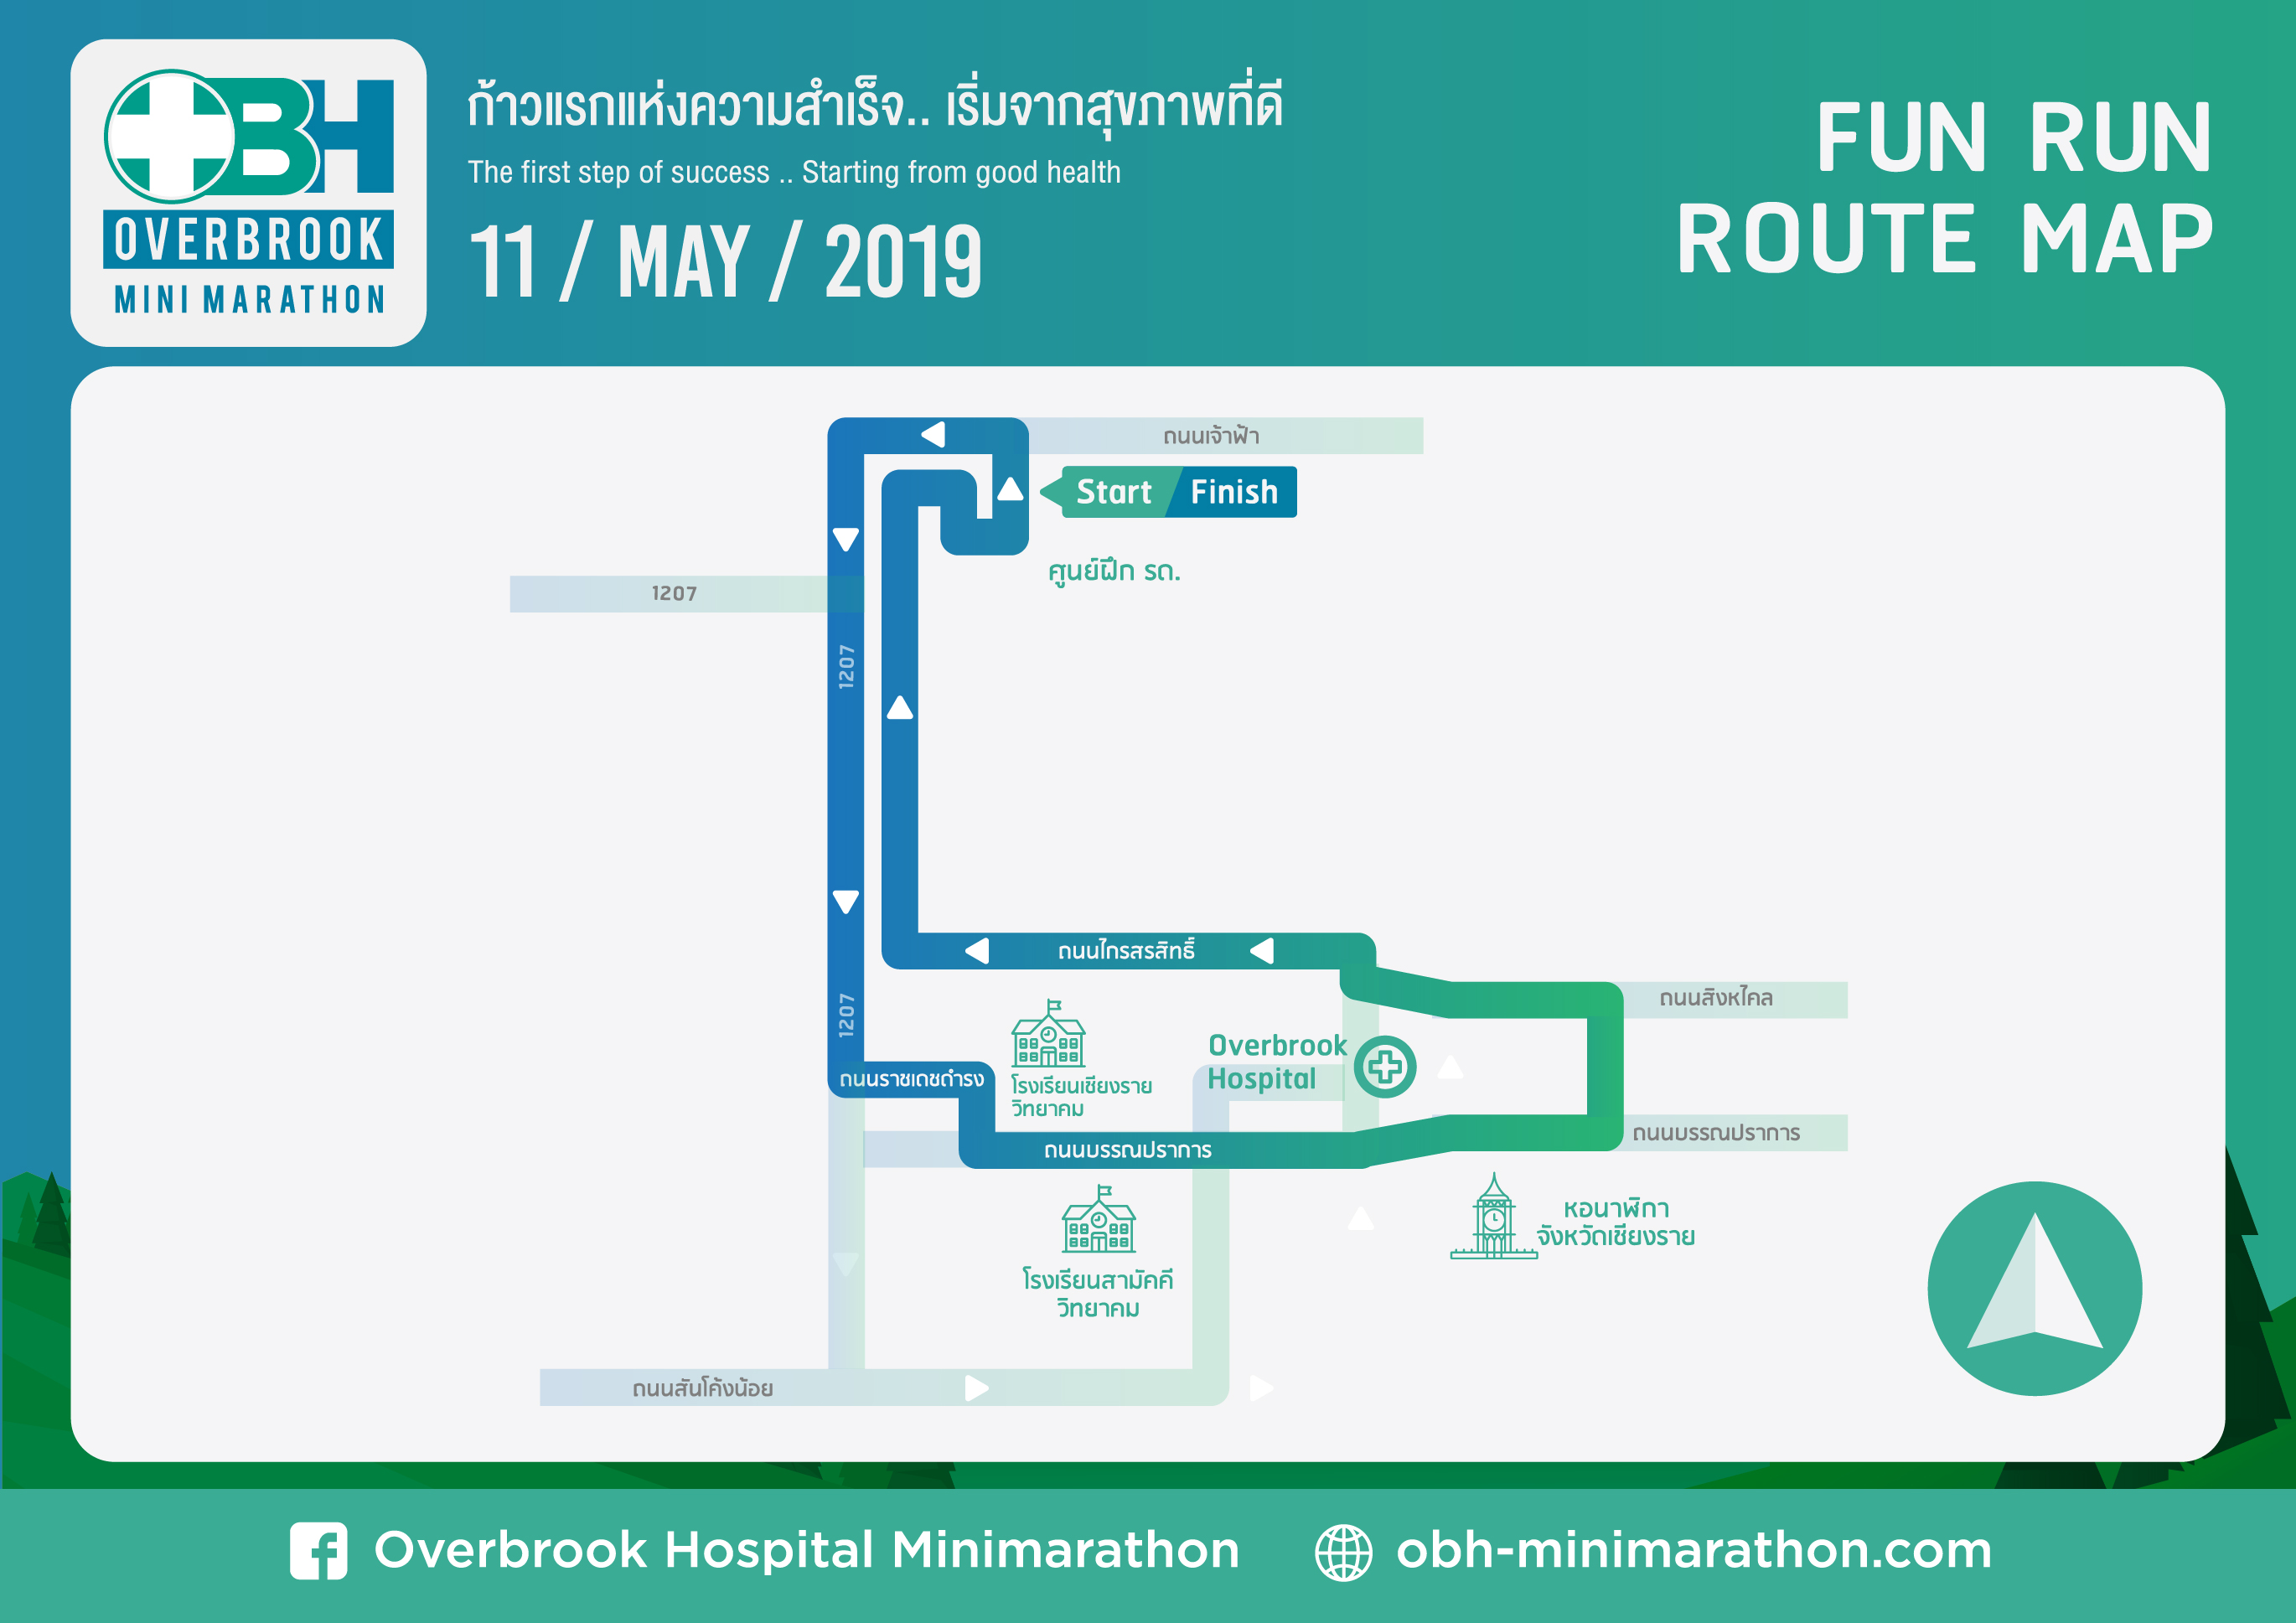 OBH
OVERBROOK
MINI MARATHON
ก้าวแรกแห่งความสำเร็จ.. เริ่มจากสุขภาพที่ดี
The first step of success .. Starting from good health
11 / MAY / 2019
FUN RUN
ROUTE MAP
ถนนเจ้าฟ้า
Start Finish
ศูนย์ฝึก รด.
1207
1207
ถนนไกรสรสิทธิ์
ถนนสิงหไคล
1207
Overbrook
Hospital
ถนนราชเดชดำรง
โรงเรียนเชียงราย
วิทยาคม
ถนนบรรณปราการ
ถนนบรรณปราการ
หอนาฬิกา
จังหวัดเชียงราย
โรงเรียนสามัคคี
วิทยาคม
ถนนสันโค้งน้อย
Overbrook Hospital Minimarathon
obh-minimarathon.com